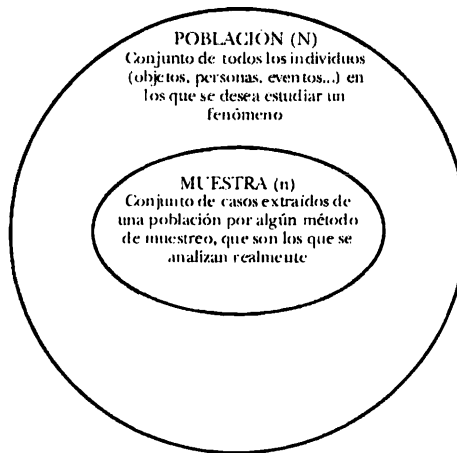 POBLACIÓN (N)
Conjunto de todos los individuos
(objetos, personas, eventos...) en
los que se desea estudiar un
fenómeno
MUESTRA (n)
Conjunto de casos extraídos de
una población por algún método
de muestreo, que son los que se
analizan realmente